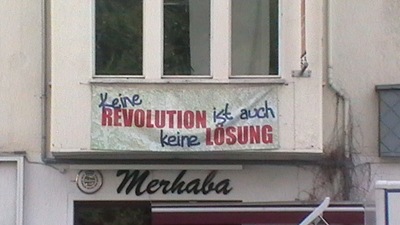 Keine
REVOLUTION ist auch
keine LÖSUNG
Merhaba